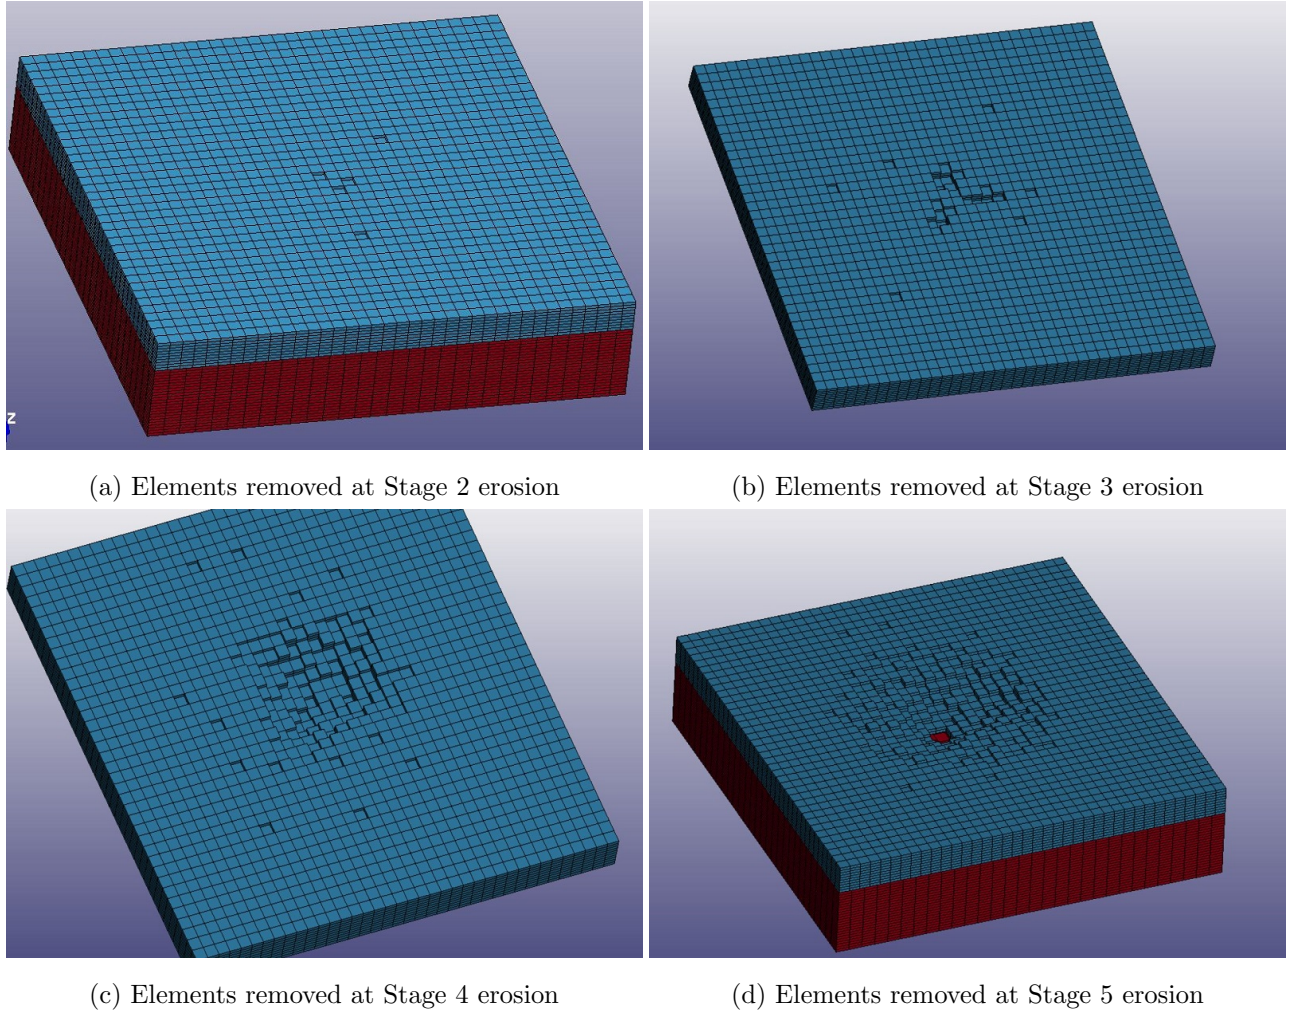 z
(a) Elements removed at Stage 2 erosion
(b) Elements removed at Stage 3 erosion
(c) Elements removed at Stage 4 erosion
(d) Elements removed at Stage 5 erosion